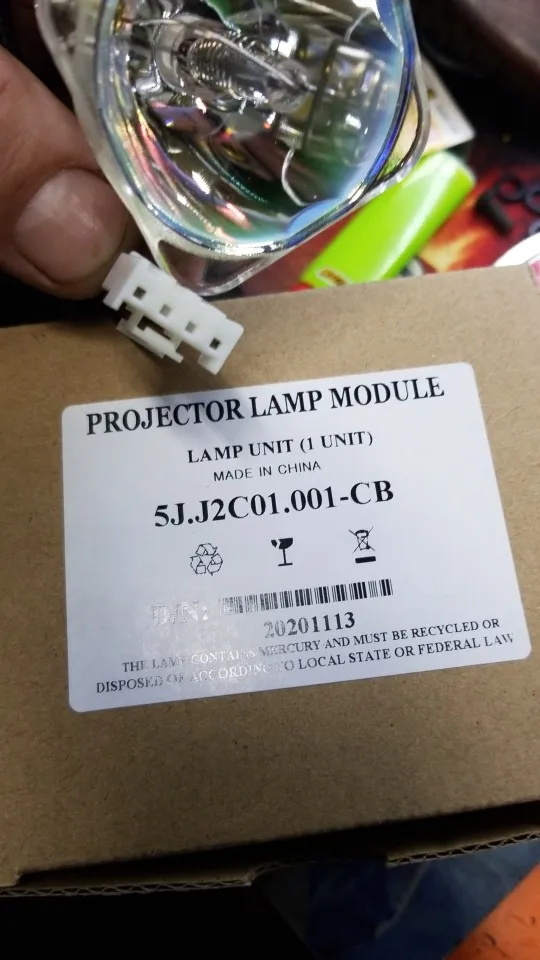 PROJECTOR LAMP MODULE
LAMP UNIT (1 UNIT)
MADE IN CHINA
5J.J2C01.001-CB
P/N:
20201113
THE LAMP CONTAINS MERCURY AND MUST BE RECYCLED OR
DISPOSED OF ACCORDING TO LOCAL STATE OR FEDERAL LAW